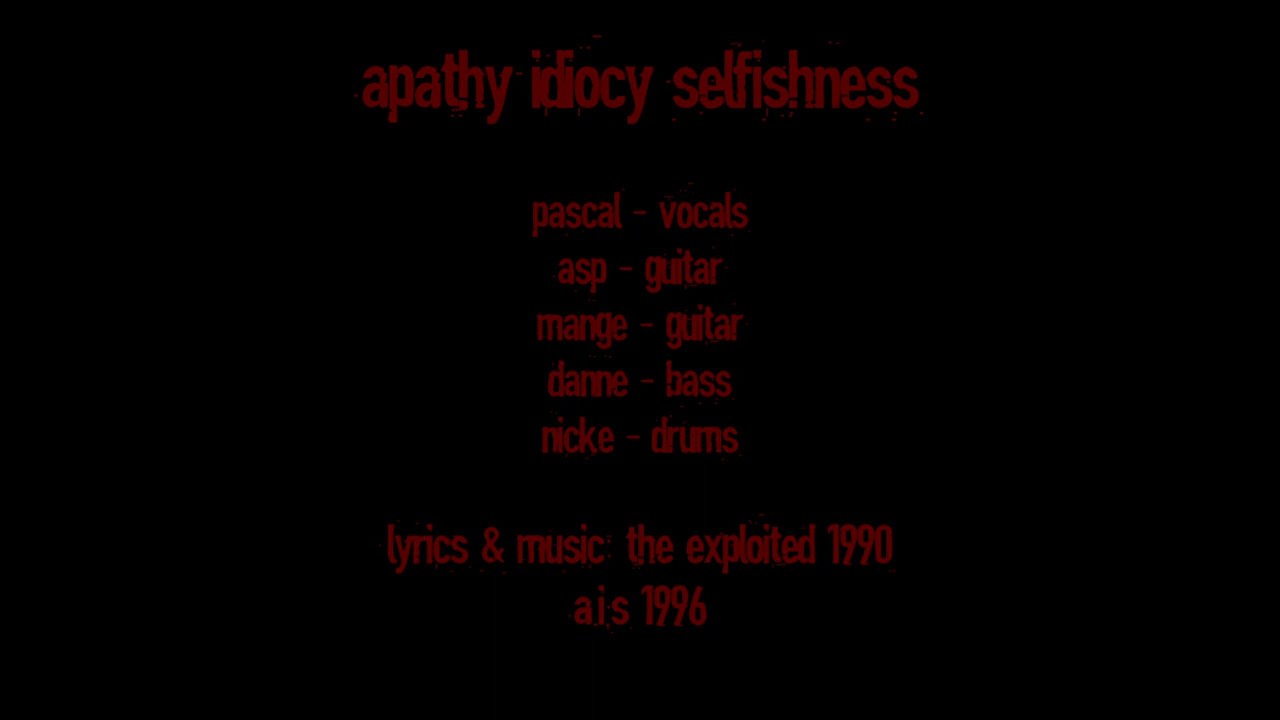 apathy idiocy selfishness
pascal - vocals
asp - guitar
mange - guitar
danne - bass
nicke - drums
lyrics & music: the exploited 1990
a.i.s 1996